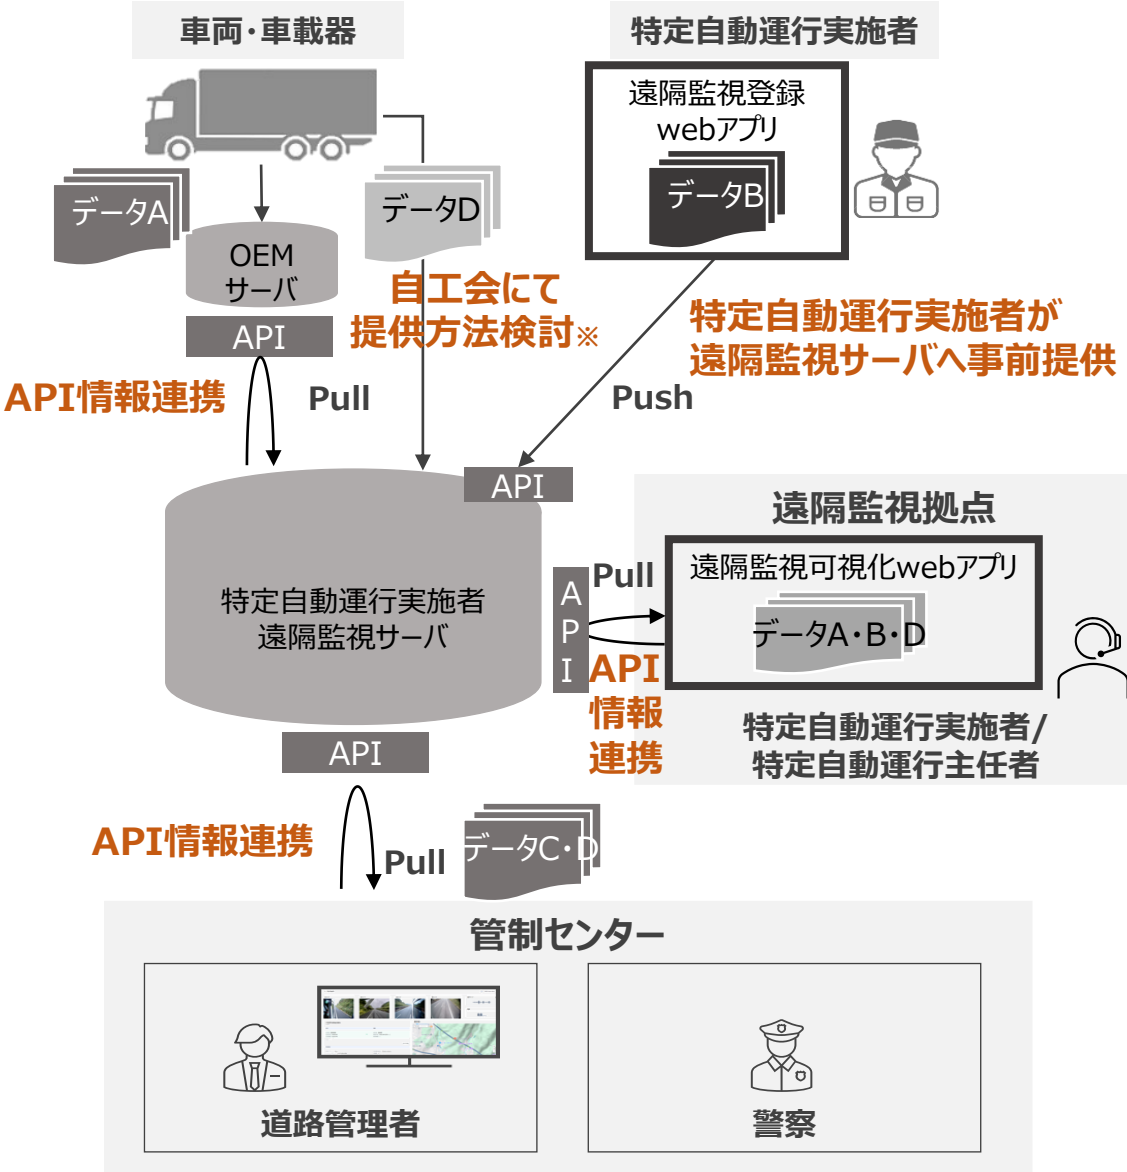 車両・車載器
特定自動運行実施者
遠隔監視登録
webアプリ
データA
データD
データB
OEM
サーバ
自工会にて
提供方法検討※
特定自動運行実施者が
遠隔監視サーバへ事前提供
API
API情報連携
Pull
Push
API
遠隔監視拠点
遠隔監視可視化webアプリ
Pull
API
データA・B・D
特定自動運行実施者
遠隔監視サーバ
API
情報
連携
特定自動運行実施者/
特定自動運行主任者
API
API情報連携
Pull
データC・D
管制センター
道路管理者
警察